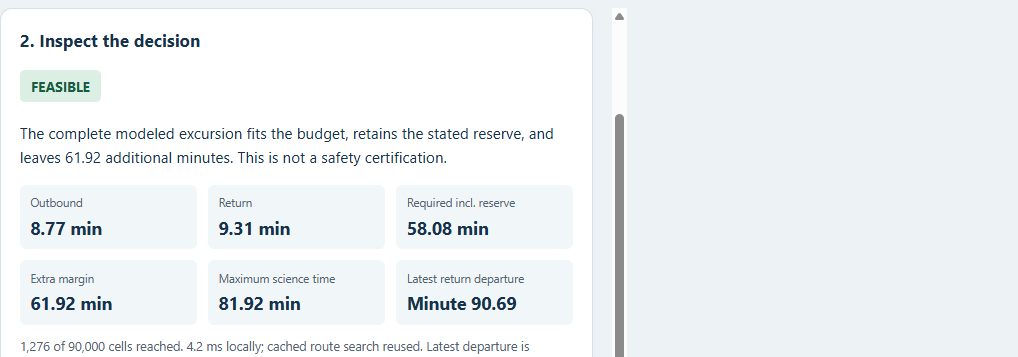 2. Inspect the decision
FEASIBLE
The complete modeled excursion fits the budget, retains the stated reserve, and
leaves 61.92 additional minutes. This is not a safety certification.
Outbound
8.77 min
Return
9.31 min
Required incl. reserve
58.08 min
Extra margin
61.92 min
Maximum science time
81.92 min
Latest return departure
Minute 90.69
1,276 of 90,000 cells reached. 4.2 ms locally; cached route search reused. Latest departure is